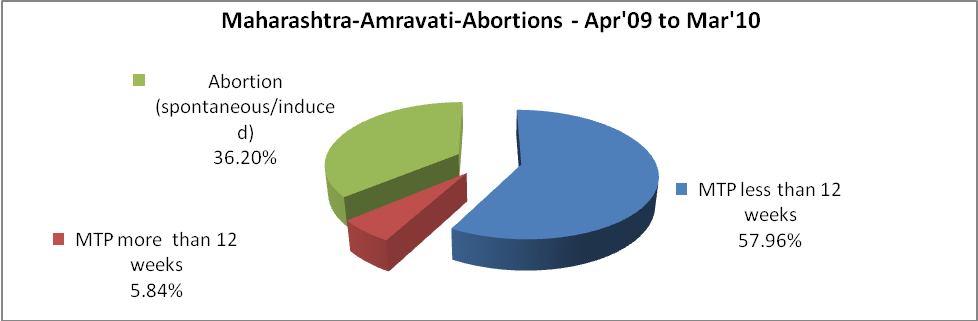 Maharashtra-Amravati-Abortions - Apr'09 to Mar'10
Abortion
(spontaneous/induce
d)
36.20%
MTP less than 12
weeks
57.96%
MTP more than 12
weeks
5.84%